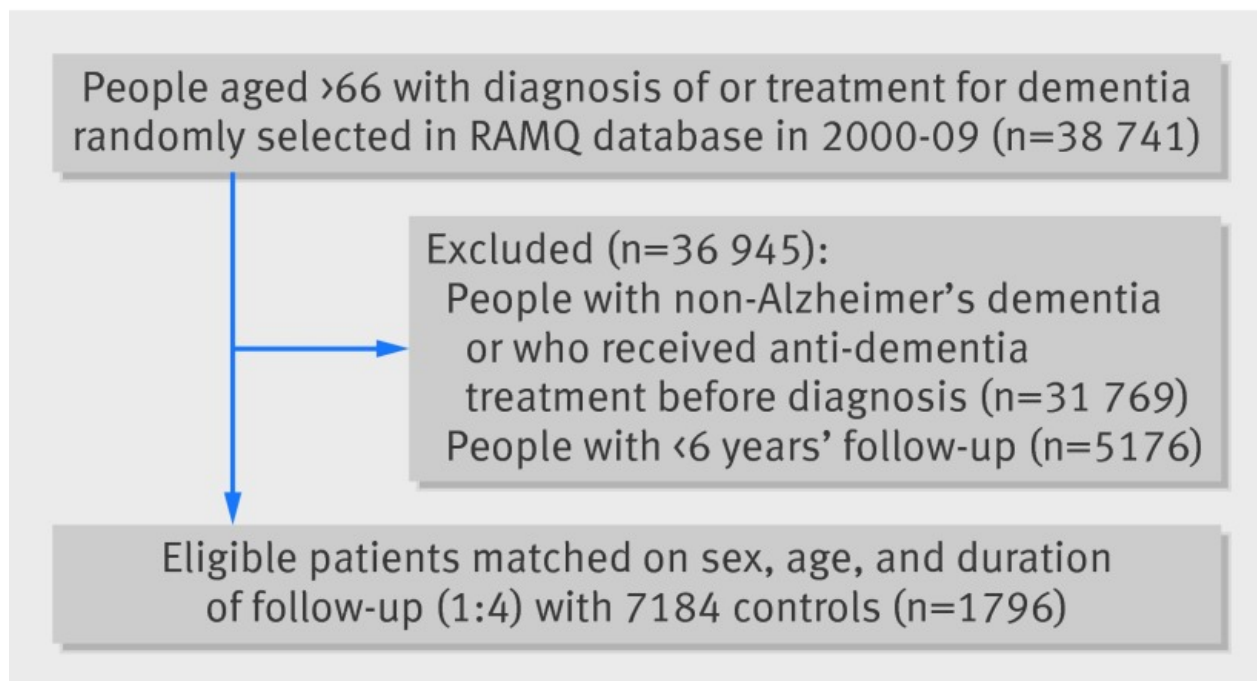 People aged >66 with diagnosis of or treatment for dementia
randomly selected in RAMQ database in 2000-09 (n=38 741)
Excluded (n=36 945):
People with non-Alzheimer’s dementia
or who received anti-dementia
treatment before diagnosis (n=31 769)
People with <6 years’ follow-up (n=5176)
Eligible patients matched on sex, age, and duration
of follow-up (1:4) with 7184 controls (n=1796)